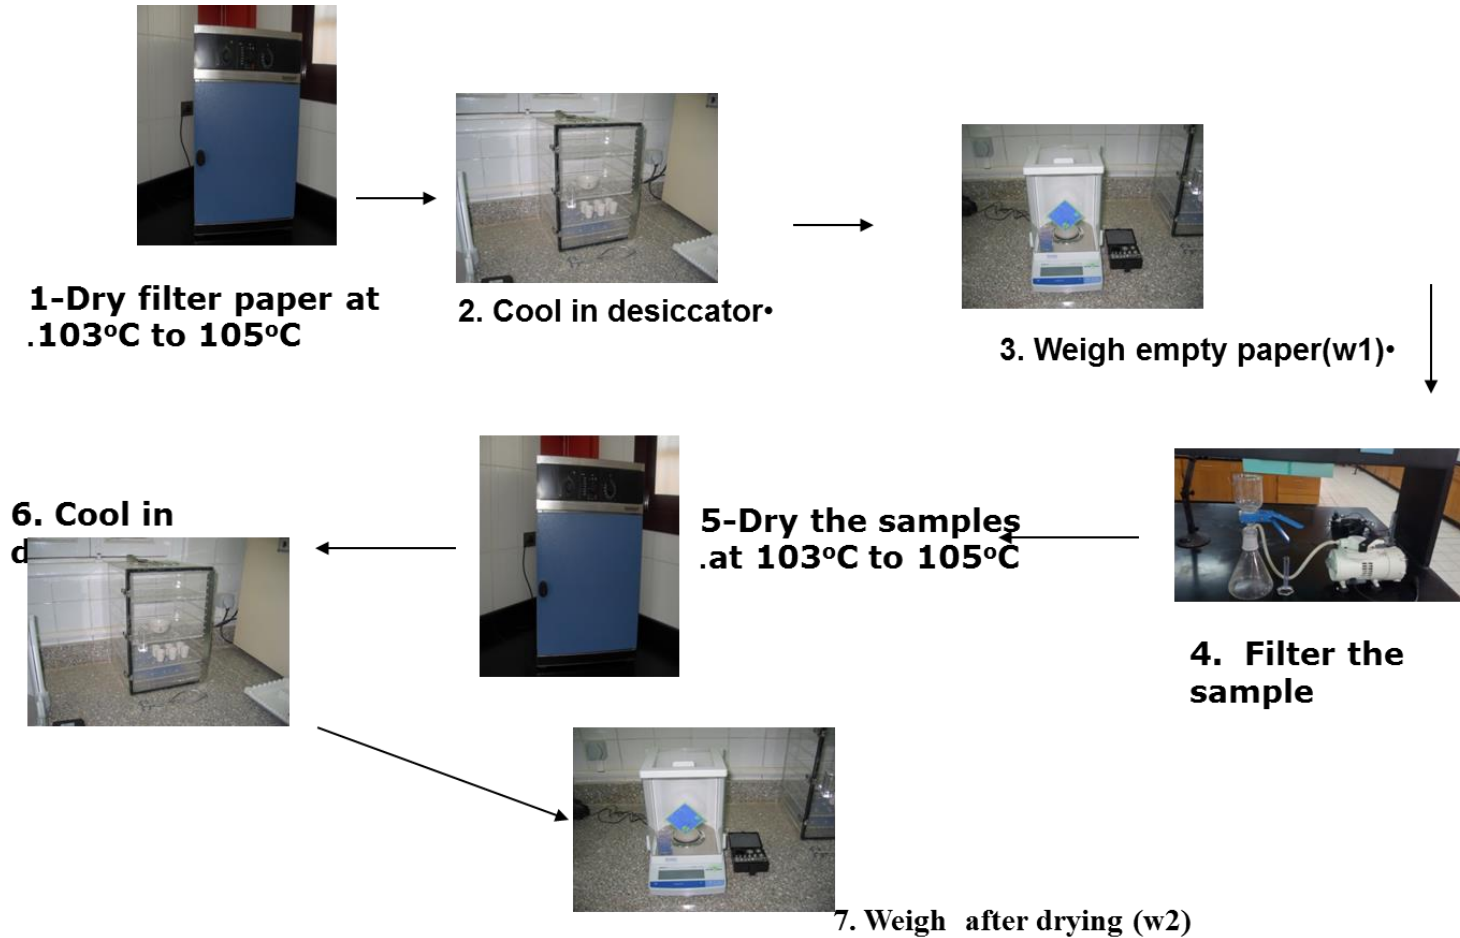 1-Dry filter paper at
.103ºC to 105ºC
2. Cool in desiccator•
3. Weigh empty paper(w1)•
4. Filter the
sample
5-Dry the samples
.at 103ºC to 105ºC
6. Cool in
d
7. Weigh after drying (w2)